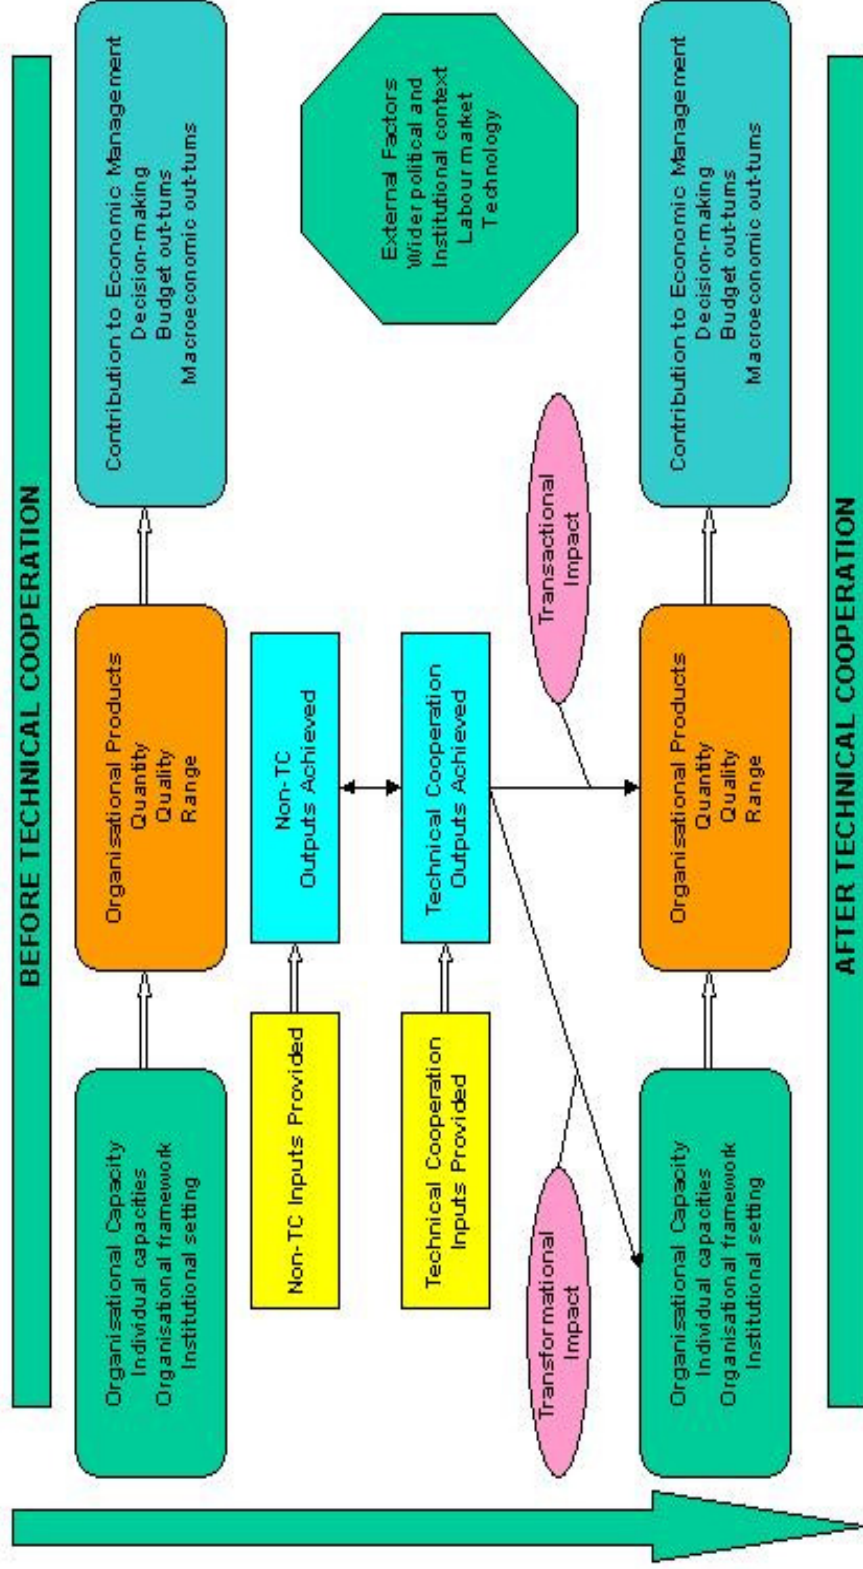 BEFORE TECHNICAL COOPERATION
Organisational Capacity
Individual capacities
Organisational framework
Institutional setting
Organisational Products
Quantity
Quality
Range
Contribution to Economic Management
Decision-making
Budget out-turns
Macroeconomic out-turns
Non-TC Inputs Provided
Non-TC
Outputs Achieved
Technical Cooperation
Inputs Provided
Technical Cooperation
Outputs Achieved
External Factors
Wider political and
Institutional context
Labour market
Technology
Transformational
Impact
Transactional
Impact
Organisational Capacity
Individual capacities
Organisational framework
Institutional setting
Organisational Products
Quantity
Quality
Range
Contribution to Economic Management
Decision-making
Budget out-turns
Macroeconomic out-turns
AFTER TECHNICAL COOPERATION